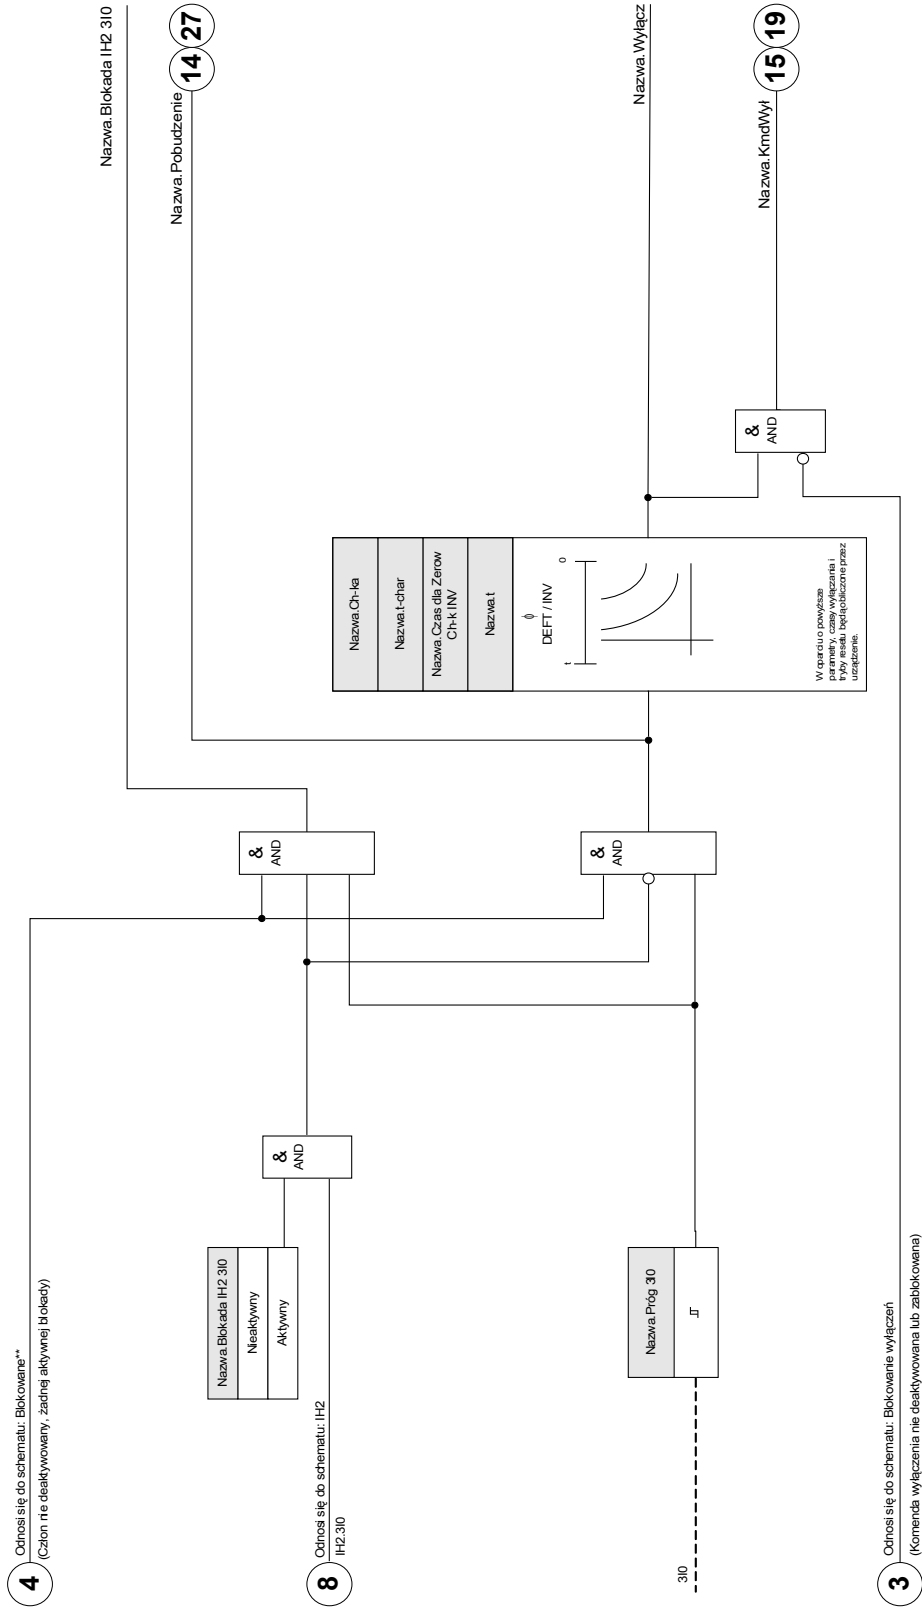 4
Odnosi się do schematu: Blokowane**
(Człon nie deaktywowany, żadnej aktywnej blokady)
Nazwa.Blokada IH2 3I0
Nazwa.Pobudzenie
14
27
Nazwa.Blokada IH2 3I0
Nieaktywny
Aktywny
&
AND
&
AND
8
Odnosi się do schematu: IH2
IH2.3I0
Nazwa.Ch-ka
Nazwa.t-char
Nazwa.Czas dla Zerow
Ch-k INV
Nazwa.t
ϕ
DEFT / INV
t
0
W oparciu o powyższe
parametry, czasy wyłączania i
tryby resetu będą obliczone przez
urządzenie.
&
AND
Nazwa.Wyłącz
3I0
Nazwa.Próg 3I0
&
AND
Nazwa.KmdWył
15
19
3
Odnosi się do schematu: Blokowanie wyłączeń
(Komenda wyłączenia nie deaktywowana lub zablokowana)